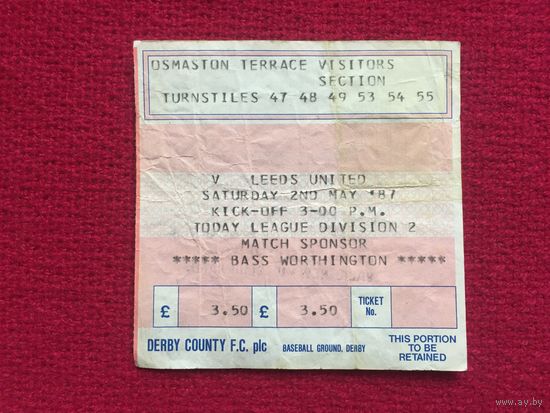 OSMASTON TERRACE VISITORS
SECTION
TURNSTILES 47 48 49 53 54 55
V LEEDS UNITED
SATURDAY 2ND MAY '87
KICK-OFF 3-00 P.M.
TODAY LEAGUE DIVISION 2
MATCH SPONSOR
***** BASS WORTHINGTON *****
£ 3.50 £ 3.50 TICKET No.
DERBY COUNTY F.C. plc BASEBALL GROUND, DERBY
THIS PORTION
TO BE
RETAINED
www.ay.by